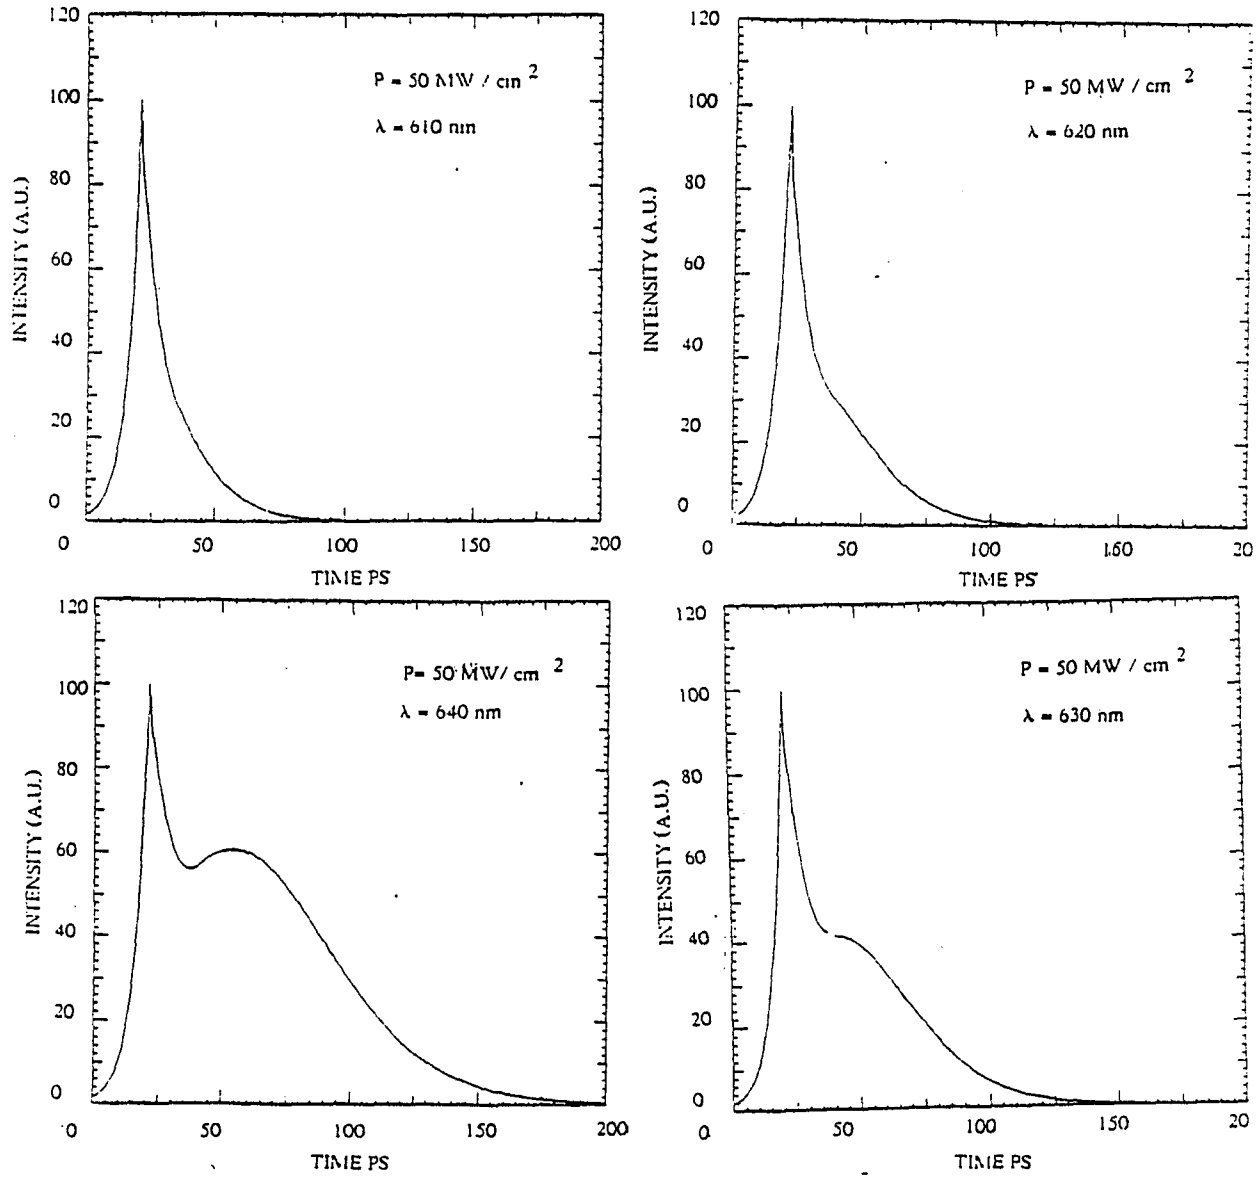 120
100
80
60
40
20
0
INTENSITY (A.U.)
P = 50 MW / cm 2
λ = 610 nm
0 50 100 150 200
TIME PS
120
100
80
60
40
20
0
INTENSITY (A.U.)
P = 50 MW / cm 2
λ = 620 nm
0 50 100 150 20
TIME PS
120
100
80
60
40
20
0
INTENSITY (A.U.)
P = 50 MW / cm 2
λ = 640 nm
0 50 100 150 200
TIME PS
120
100
80
60
40
20
0
INTENSITY (A.U.)
P = 50 MW / cm 2
λ = 630 nm
0 50 100 150 20
TIME PS